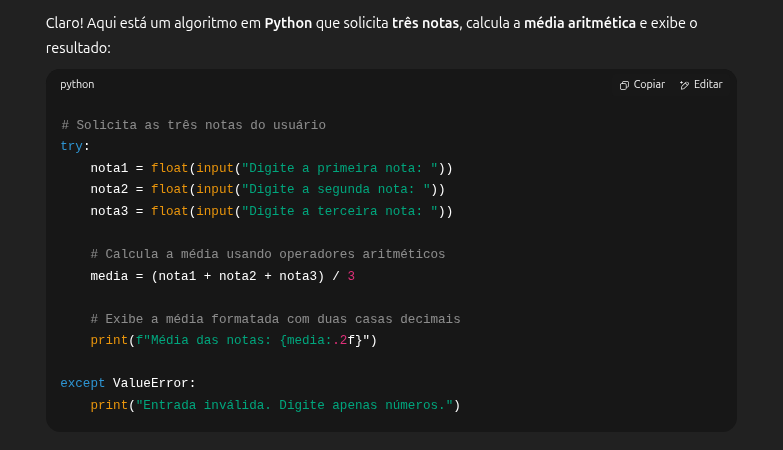 Claro! Aqui está um algoritmo em Python que solicita três notas, calcula a média aritmética e exibe o
resultado:
python Copiar Editar
# Solicita as três notas do usuário
try:
    nota1 = float(input("Digite a primeira nota: "))
    nota2 = float(input("Digite a segunda nota: "))
    nota3 = float(input("Digite a terceira nota: "))
    # Calcula a média usando operadores aritméticos
    media = (nota1 + nota2 + nota3) / 3
    # Exibe a média formatada com duas casas decimais
    print(f"Média das notas: {media:.2f}")
except ValueError:
    print("Entrada inválida. Digite apenas números.")